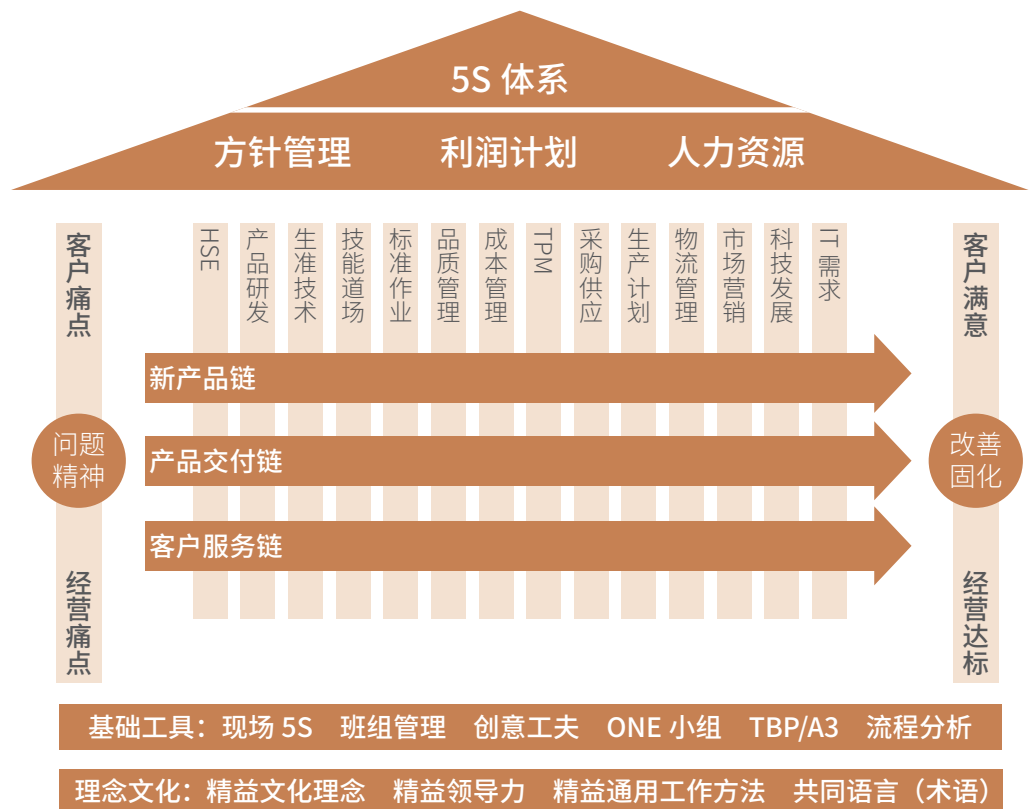 5S 体系
方针管理 利润计划 人力资源
客户痛点
HSE
产品研发
生准技术
技能道场
标准作业
品质管理
成本管理
TPM
采购供应
生产计划
物流管理
市场营销
科技发展
IT 需求
客户满意
新产品链
问题
精神
产品交付链
改善
固化
客户服务链
经营痛点
经营达标
基础工具：现场 5S 班组管理 创意工夫 ONE 小组 TBP/A3 流程分析
理念文化：精益文化理念 精益领导力 精益通用工作方法 共同语言（术语）